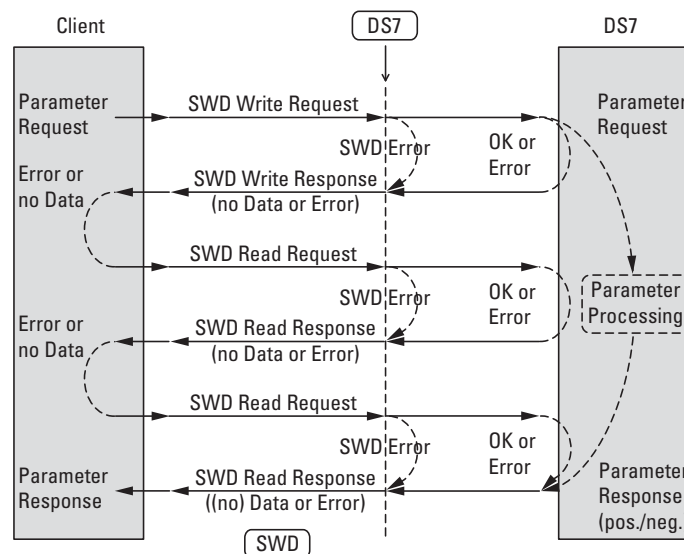 Client
DS7
DS7
Parameter
Request
SWD Write Request
Parameter
Request
SWD Error
OK or
Error
Error or
no Data
SWD Write Response
(no Data or Error)
SWD Read Request
SWD Error
OK or
Error
Parameter
Processing
Error or
no Data
SWD Read Response
(no Data or Error)
SWD Read Request
SWD Error
OK or
Error
Parameter
Response
SWD Read Response
((no) Data or Error)
Parameter
Response
(pos./neg.
SWD